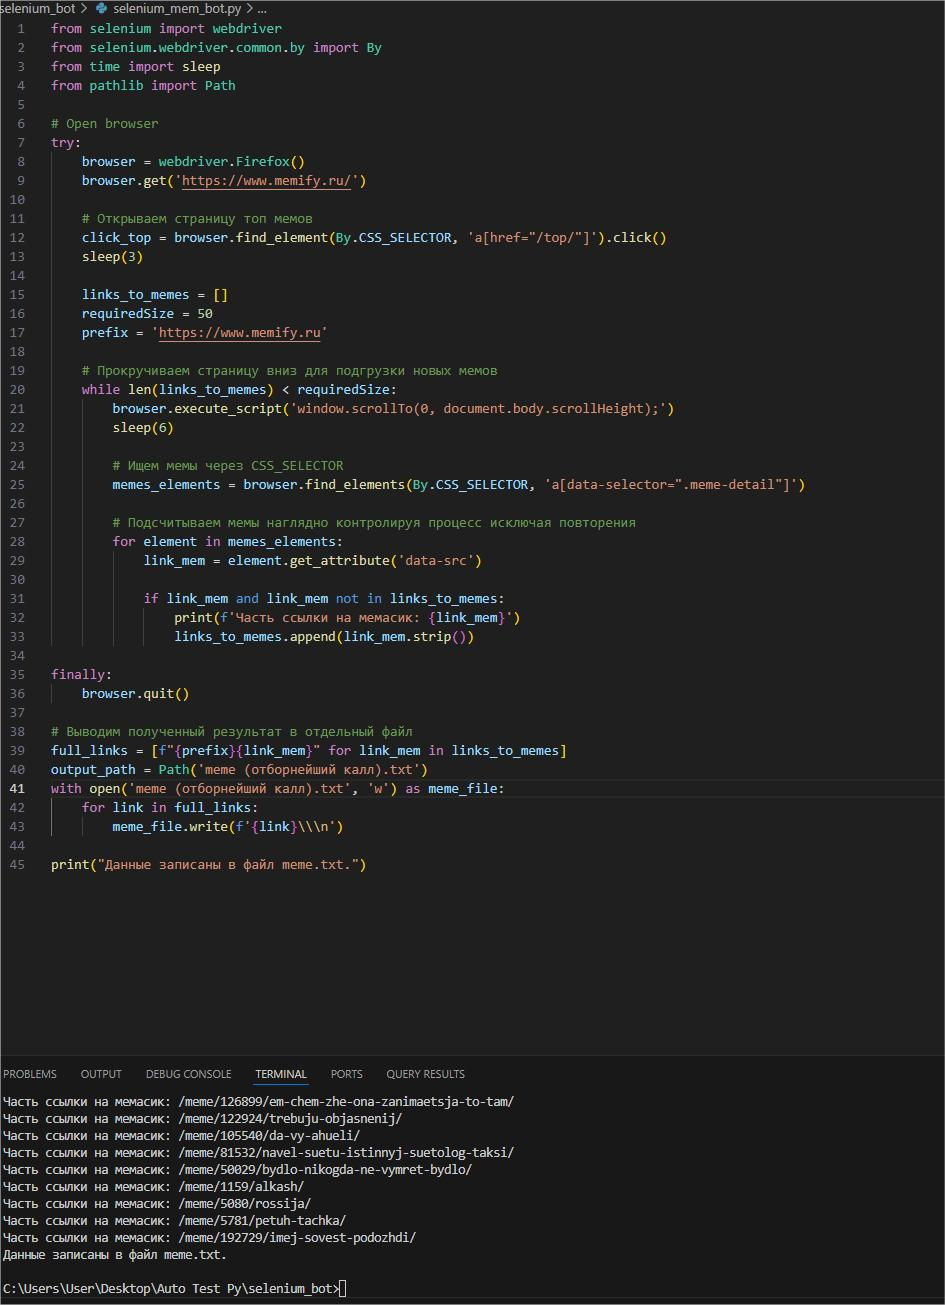 selenium_bot > selenium_mem_bot.py > ...
1 from selenium import webdriver
2 from selenium.webdriver.common.by import By
3 from time import sleep
4 from pathlib import Path
5
6 # Open browser
7 try:
8     browser = webdriver.Firefox()
9     browser.get('https://www.memify.ru/')
10
11     # Открываем страницу топ мемов
12     click_top = browser.find_element(By.CSS_SELECTOR, 'a[href="/top/"]').click()
13     sleep(3)
14
15     links_to_memes = []
16     requiredSize = 50
17     prefix = 'https://www.memify.ru'
18
19     # Прокручиваем страницу вниз для подгрузки новых мемов
20     while len(links_to_memes) < requiredSize:
21         browser.execute_script('window.scrollTo(0, document.body.scrollHeight);')
22         sleep(6)
23
24         # Ищем мемы через CSS_SELECTOR
25         memes_elements = browser.find_elements(By.CSS_SELECTOR, 'a[data-selector=".meme-detail"]')
26
27         # Подсчитываем мемы наглядно контролируя процесс исключая повторения
28         for element in memes_elements:
29             link_mem = element.get_attribute('data-src')
30
31             if link_mem and link_mem not in links_to_memes:
32                 print(f'Часть ссылки на мемасик: {link_mem}')
33                 links_to_memes.append(link_mem.strip())
34
35 finally:
36     browser.quit()
37
38 # Выводим полученный результат в отдельный файл
39 full_links = [f"{prefix}{link_mem}" for link_mem in links_to_memes]
40 output_path = Path('meme (отборнейший калл).txt')
41 with open('meme (отборнейший калл).txt', 'w') as meme_file:
42     for link in full_links:
43         meme_file.write(f'{link}\\\n')
44
45 print("Данные записаны в файл meme.txt.")
PROBLEMS OUTPUT DEBUG CONSOLE TERMINAL PORTS QUERY RESULTS
Часть ссылки на мемасик: /meme/126899/em-chem-zhe-ona-zanimaetsja-to-tam/
Часть ссылки на мемасик: /meme/122924/trebuju-objasnenij/
Часть ссылки на мемасик: /meme/105540/da-vy-ahueli/
Часть ссылки на мемасик: /meme/81532/navel-suetu-istinnyj-suetolog-taksi/
Часть ссылки на мемасик: /meme/50029/bydlo-nikogda-ne-vymret-bydlo/
Часть ссылки на мемасик: /meme/1159/alkash/
Часть ссылки на мемасик: /meme/5080/rossija/
Часть ссылки на мемасик: /meme/5781/petuh-tachka/
Часть ссылки на мемасик: /meme/192729/imej-sovest-podozhdi/
Данные записаны в файл meme.txt.
C:\Users\User\Desktop\Auto Test Py\selenium_bot>